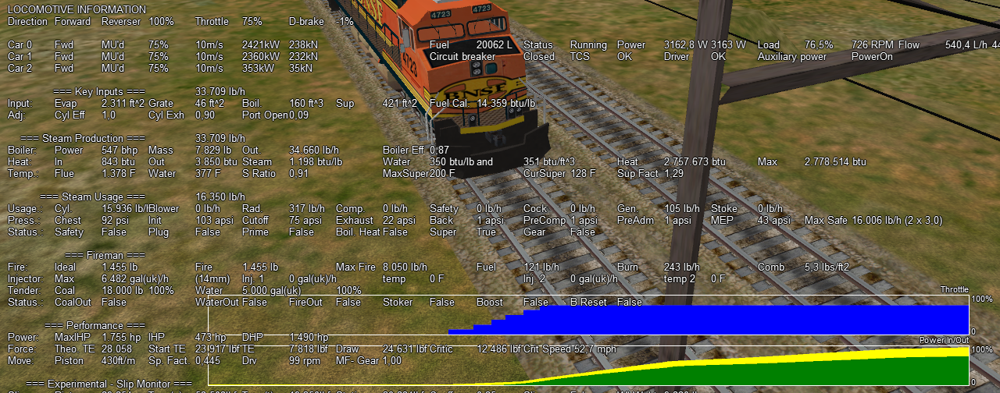 LOCOMOTIVE INFORMATION
Direction Forward Reverser 100% Throttle 75% D-brake -1%
4723 4723
BNSF
Car 0 Fwd MU'd 75% 10m/s 2421kW 238kN Fuel 20062 L Status Running Power 3162,8 W 3163 W Load 76,5% 726 RPM Flow 540,4 L/h 44
Car 1 Fwd MU'd 75% 10m/s 2360kW 232kN Circuit breaker Closed TCS OK Driver OK Auxiliary power PowerOn
Car 2 Fwd MU'd 75% 10m/s 353kW 35kN
4723
BNSF
=== Key Inputs === 33 709 lb/h
Input: Evap 2.311 ft^2 Grate 46 ft^2 Boil. 160 ft^3 Sup 421 ft^2 Fuel Cal. 14.359 btu/lb
Adj: Cyl Eff 1,0 Cyl Exh 0,90 Port Open 0,09
=== Steam Production === 33.709 lb/h
Boiler: Power 547 bhp Mass 7.829 lb Out. 34.660 lb/h Boiler Eff 0,87
Heat: In 843 btu Out 3.850 btu Steam 1.198 btu/lb Water 350 btu/lb and 351 btu/ft^3 Heat 2.757.673 btu Max 2.778.514 btu
Temp.: Flue 1.378 F Water 377 F S Ratio 0,91 MaxSuper 200 F CurSuper 128 F Sup Fact 1,29
=== Steam Usage === 16 350 lb/h
Usage.: Cyl. 15 936 lb/h Blower 0 lb/h Rad. 317 lb/h Comp. 0 lb/h Safety 0 lb/h Cock 0 lb/h Gen. 105 lb/h Stoke 0 lb/h
Press.: Chest 92 psi Init 103 apsi Cutoff 75 apsi Exhaust 22 apsi Back 1 apsi PreComp 1 apsi PreAdm 1 apsi MEP 43 apsi Max Safe 16.006 lb/h (2 x 3,0)
Status.: Safety False Plug False Prime False Boil. Heat False Super True Gear False
=== Fireman ===
Fire: Ideal 1.455 lb Fire 1.455 lb Max Fire 8 050 lb/h Fuel 121 lb/h Burn 243 lb/h Comb 5,3 lbs/ft2
Injector: Max 6.482 gal(uk)/h (14mm) Inj. 1 0 gal(uk)/h temp 0 F Inj. 2 0 gal(uk)/h temp 2 0 F
Tender: Coal 18.000 lb 100% Water 5.000 gal(uk) 100%
Status.: CoalOut False WaterOut False FireOut False Stoker False Boost False B Reset False
Throttle
100%
0
=== Performance ===
Power: MaxIHP 1.755 hp IHP 473 hp DHP 1.490 hp
Power In/Out
Force: Theo. TE 28.058 Start TE 23.917 lbf TE 7.818 lbf Draw 24.631 lbf Critic 12.486 lbf Crit Speed 52,7 mph
100%
Move: Piston 430ft/m Sp. Fact. 0.445 Drv 99 rpm MF- Gear 1,00
0
=== Experimental - Slip Monitor ===